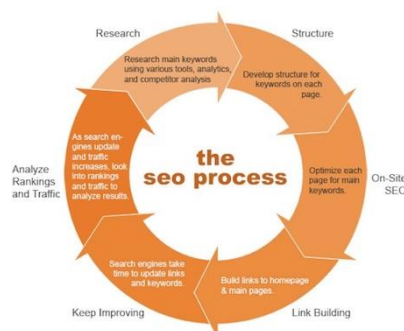 Research
Structure
Research main keywords
using various tools, analytics,
and competitor analysis
Develop structure for
keywords on each
page.
As search en-
gines update
and traffic
increases, look
into rankings
and traffic to
analyze results.
the
seo process
Analyze
Rankings
and Traffic
Optimize each
page for main
keywords.
On-Site
SEO
Search engines take
time to update links
and keywords.
Build links to homepage
& main pages.
Keep Improving
Link Building